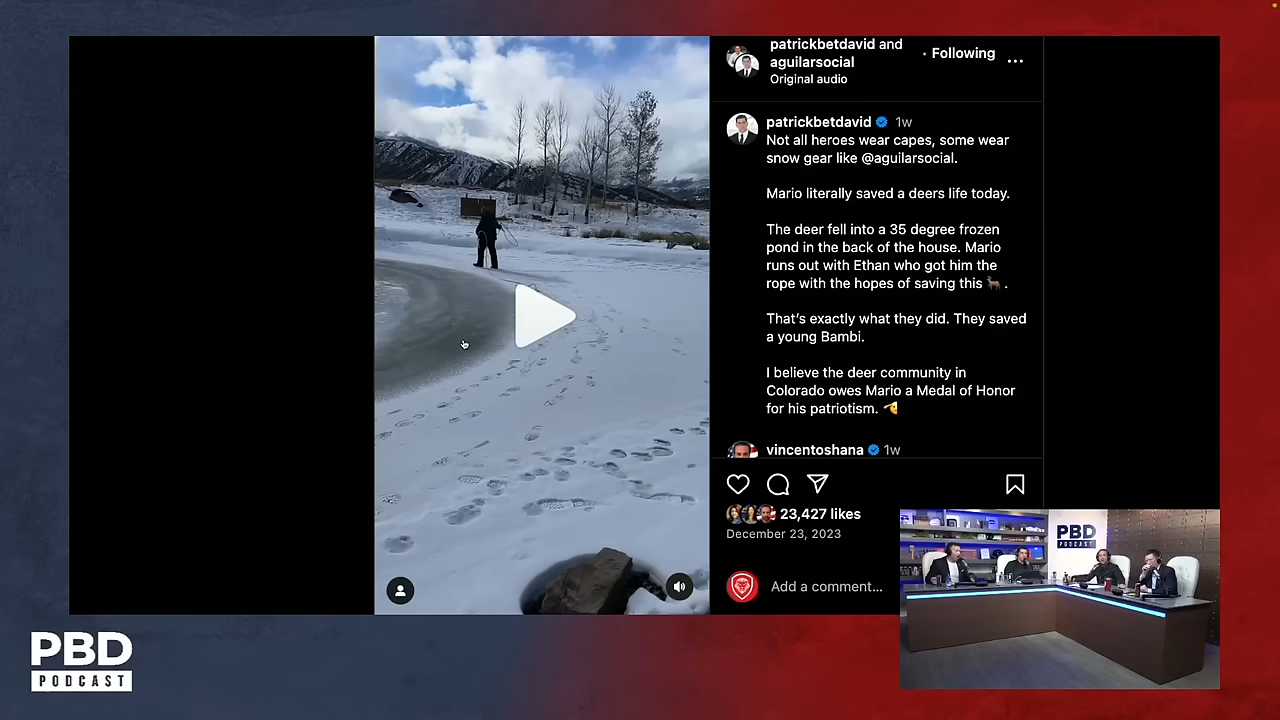 patrickbetdavid and
aguilarsocial
• Following
Original audio
patrickbetdavid 1w
Not all heroes wear capes, some wear
snow gear like @aguilarsocial.
Mario literally saved a deers life today.
The deer fell into a 35 degree frozen
pond in the back of the house. Mario
runs out with Ethan who got him the
rope with the hopes of saving this 🦌.
That’s exactly what they did. They saved
a young Bambi.
I believe the deer community in
Colorado owes Mario a Medal of Honor
for his patriotism. 🫡
vincentoshana 1w
23,427 likes
December 23, 2023
Add a comment...
PBD
PODCAST
PBD
PODCAST